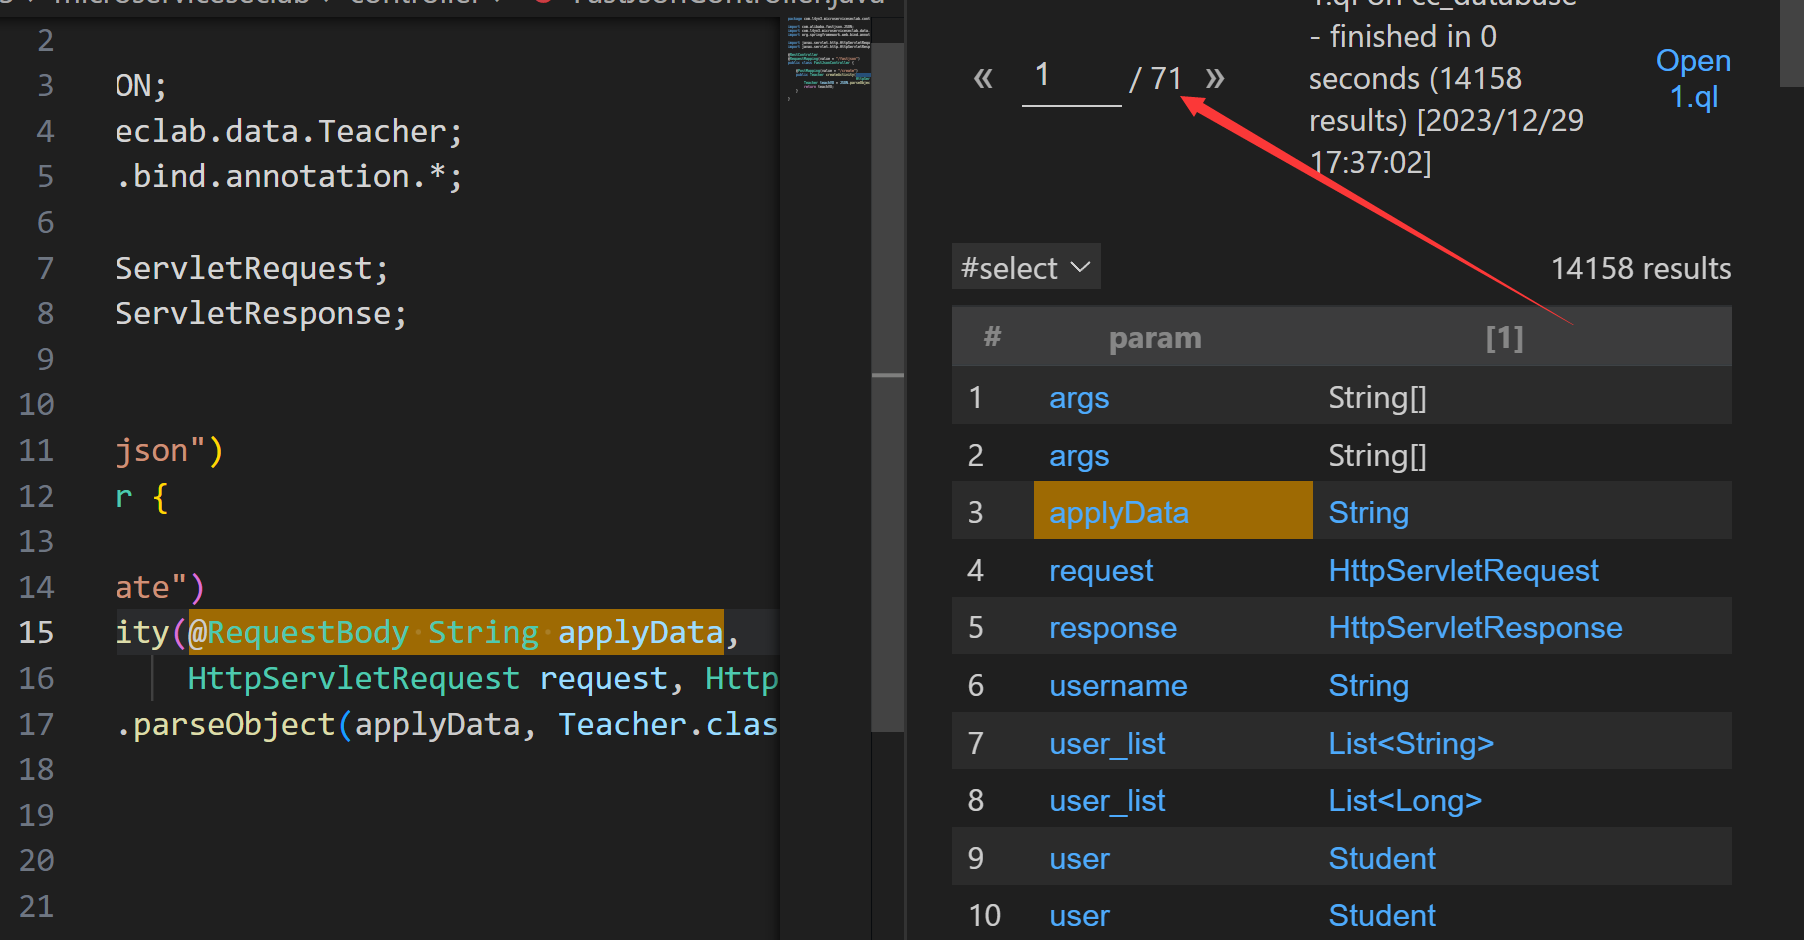 2
3 ON;
4 eclab.data.Teacher;
5 .bind.annotation.*;
6
7 ServletRequest;
8 ServletResponse;
9
10
11 json")
12 r {
13
14 ate")
15 ity(@RequestBody String applyData,
16 HttpServletRequest request, Http
17 .parseObject(applyData, Teacher.clas
18
19
20
21
« 1 / 71 »
1.ql on cc_database
- finished in 0
seconds (14158
results) [2023/12/29
17:37:02]
Open
1.ql
#select
14158 results
# param [1]
1 args String[]
2 args String[]
3 applyData String
4 request HttpServletRequest
5 response HttpServletResponse
6 username String
7 user_list List<String>
8 user_list List<Long>
9 user Student
10 user Student